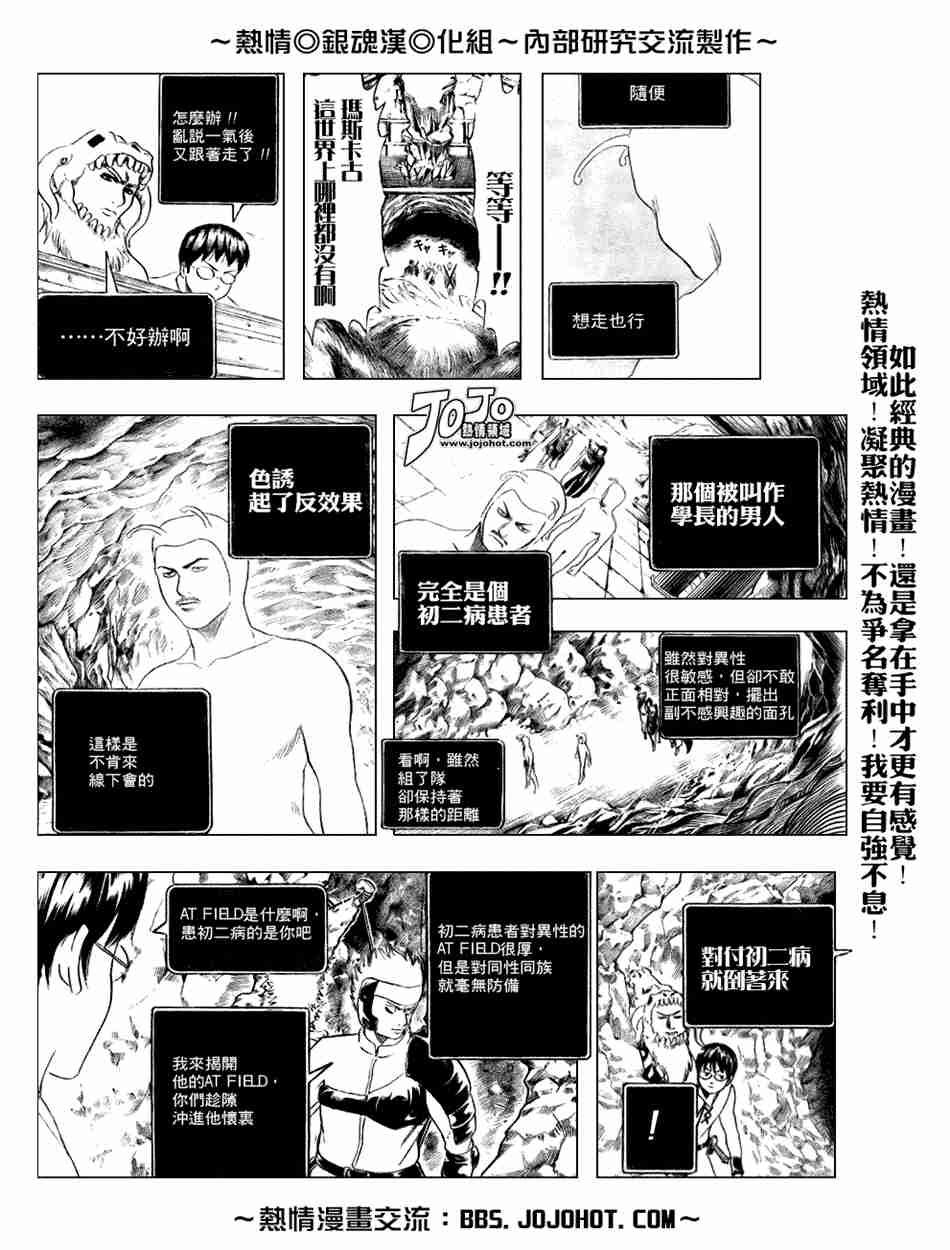 ～熱情◎銀魂漢◎化組～內部研究交流製作～
隨便
想走也行
等等——!!
瑪斯卡古
這世界上哪裡都沒有啊
ギャ
ギャ
怎麼辦!!
亂説一氣後
又跟著走了!!
……不好辦啊
JOJO
熱情領域
www.jojohot.com
那個被叫作
學長的男人
完全是個
初二病患者
雖然對異性
很敏感，但卻不敢
正面相對，擺出
副不感興趣的面孔
看啊，雖然
組了隊
卻保持著
那樣的距離
色誘
起了反效果
這樣是
不肯來
線下會的
對付初二病
就倒著來
！
初二病患者對異性的
AT FIELD很厚，
但是對同性同族
就毫無防備
AT FIELD是什麼啊，
患初二病的是你吧
我來揭開
他的AT FIELD，
你們趁隙
沖進他懷裏
如此經典的漫畫！還是拿在手中才更有感覺！
熱情領域！凝聚熱情！不為爭名奪利！我要自強不息！
～熱情漫畫交流：BBS. JOJOHOT. COM～